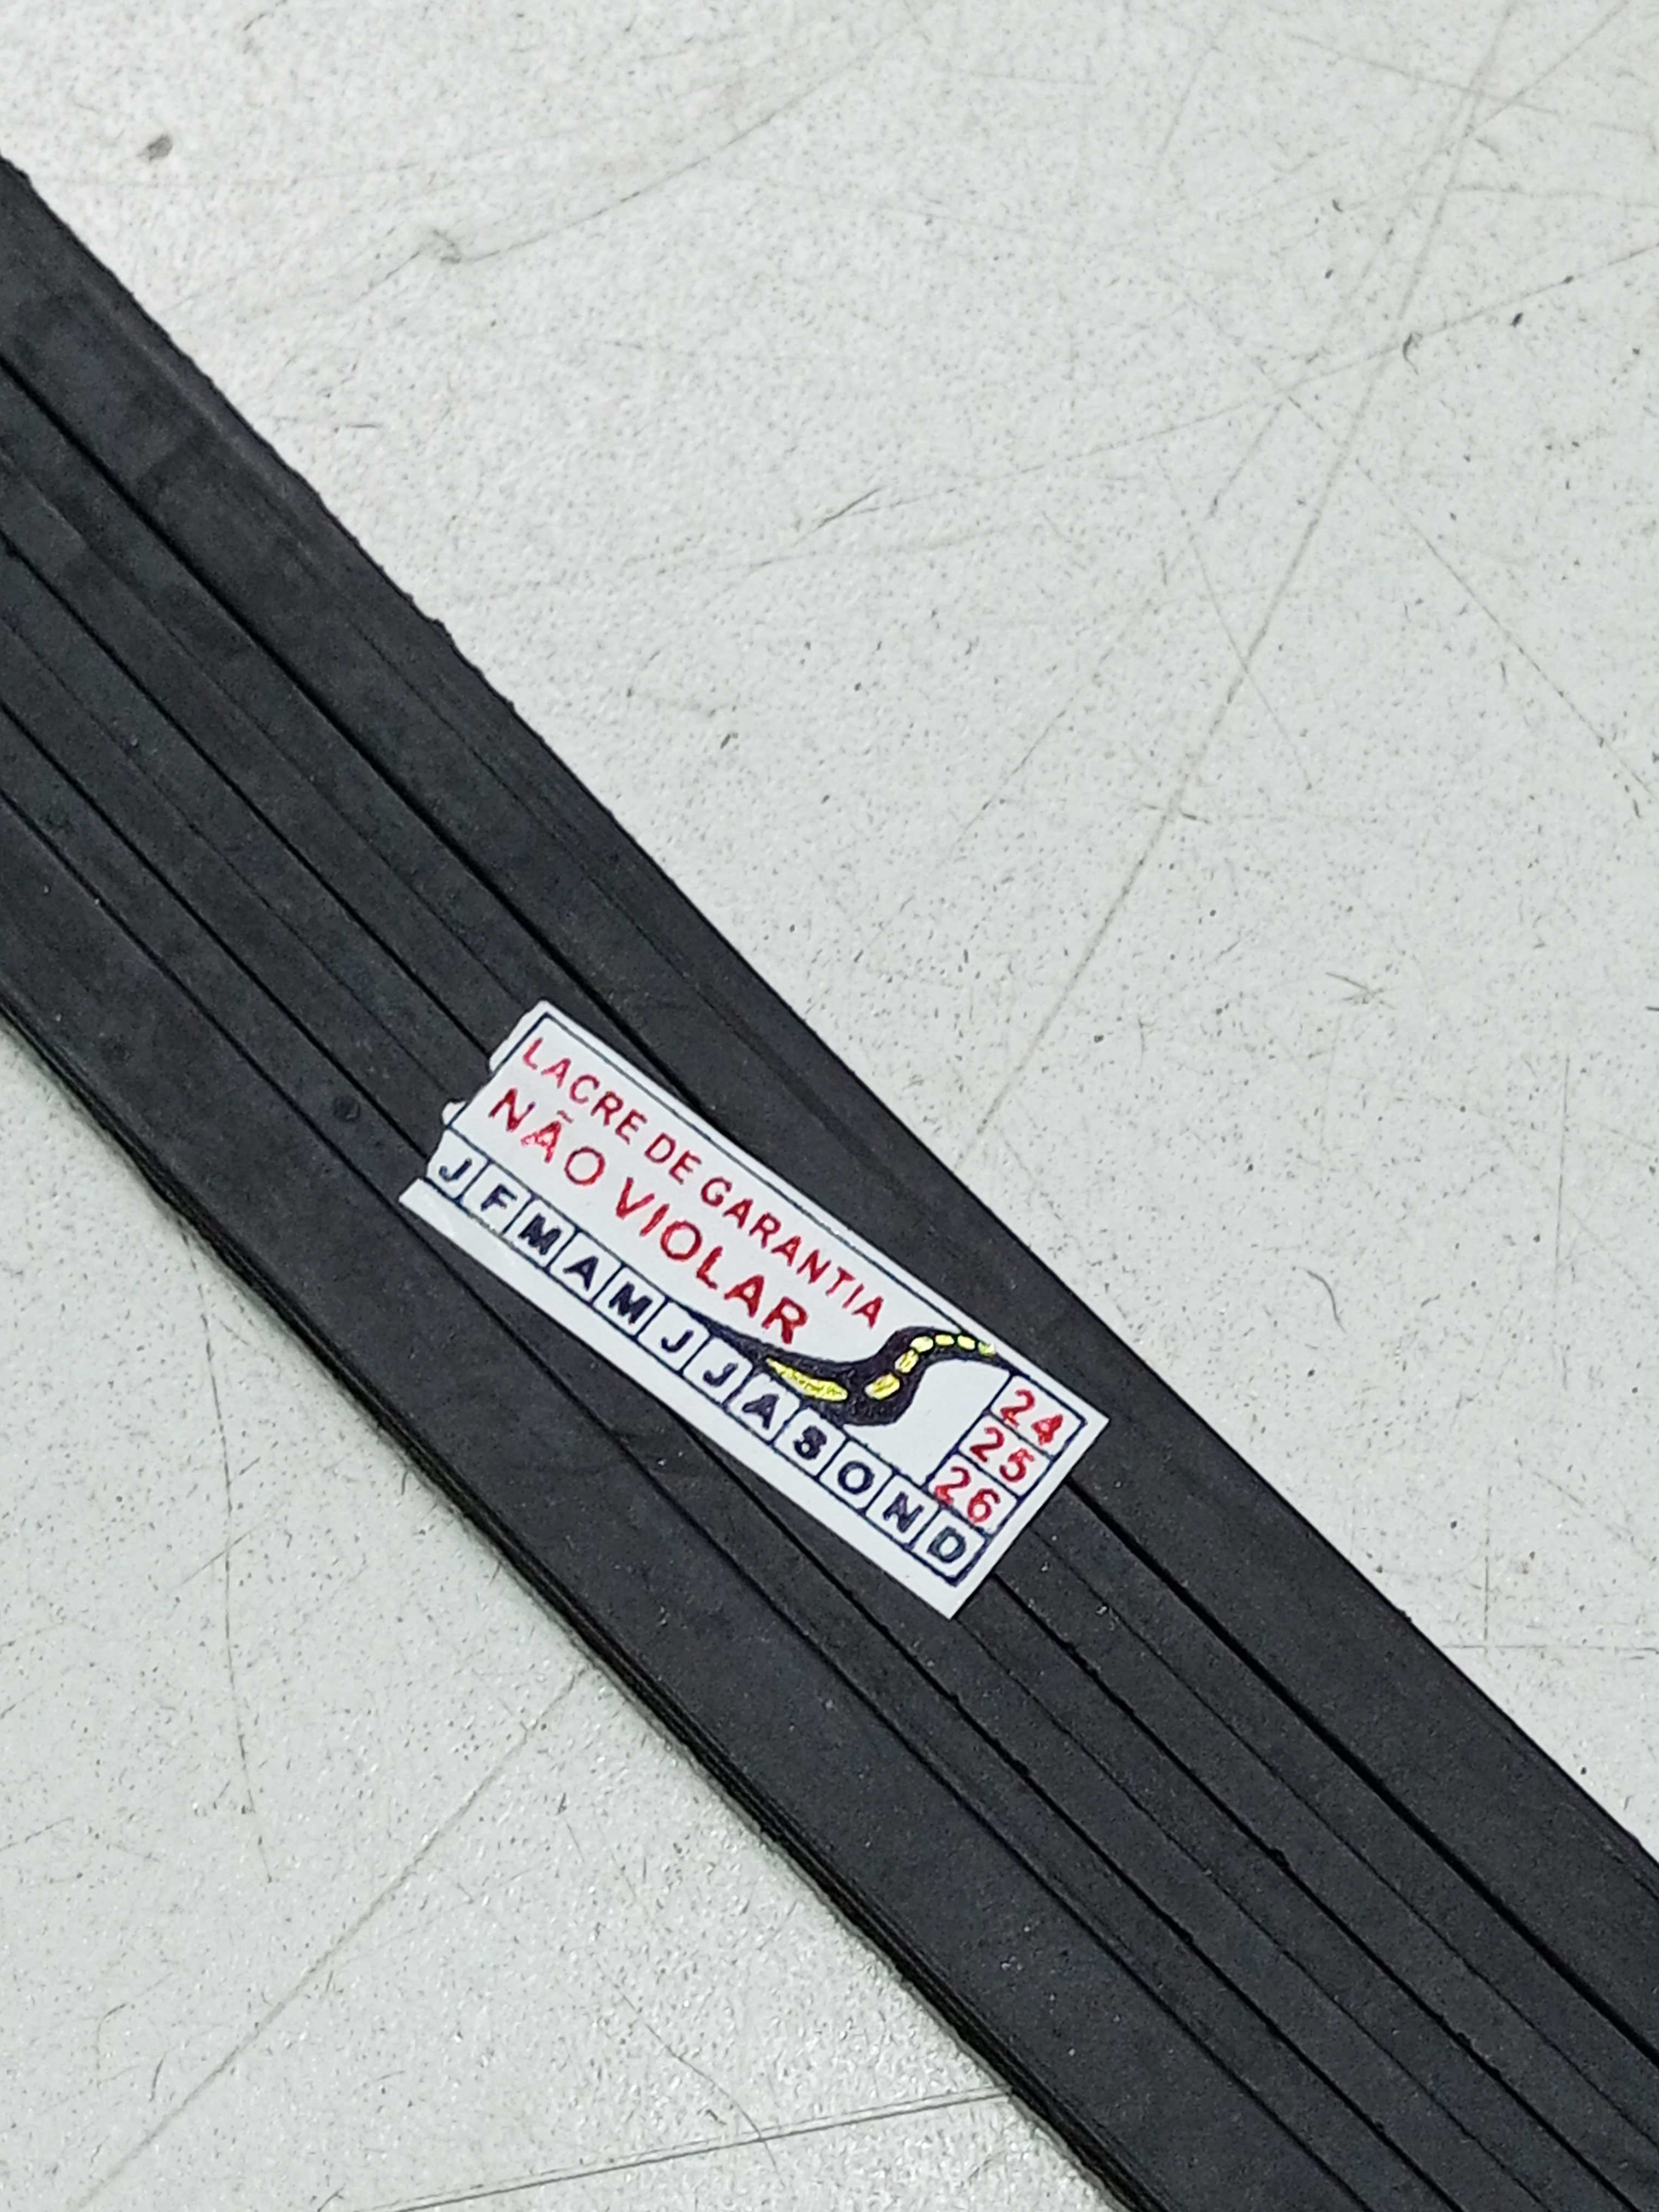 LACRE DE GARANTIA
NÃO VIOLAR
24
25
26
J F M A M J J A S O N D